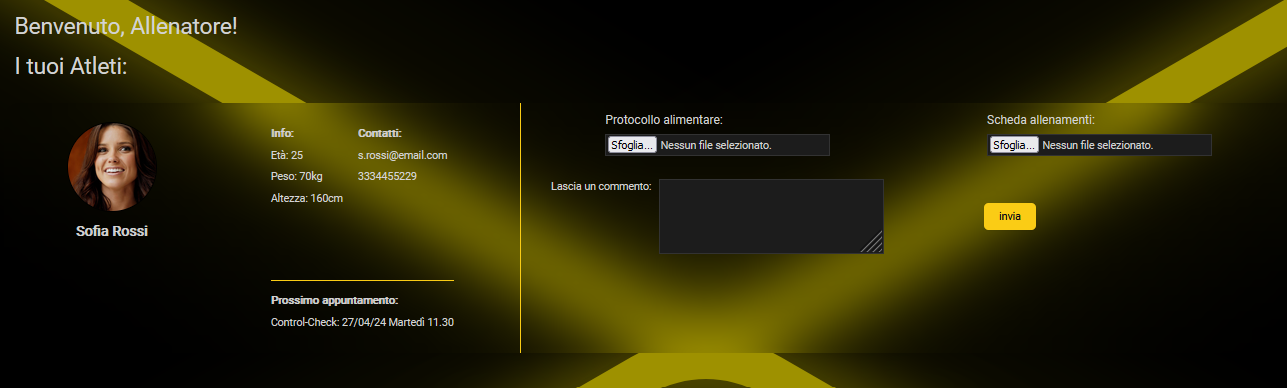 Benvenuto, Allenatore!
I tuoi Atleti:
Sofia Rossi
Info:
Età: 25
Peso: 70kg
Altezza: 160cm
Contatti:
s.rossi@email.com
3334455229
Prossimo appuntamento:
Control-Check: 27/04/24 Martedì 11.30
Protocollo alimentare:
Sfoglia... Nessun file selezionato.
Lascia un commento:
Scheda allenamenti:
Sfoglia... Nessun file selezionato.
invia